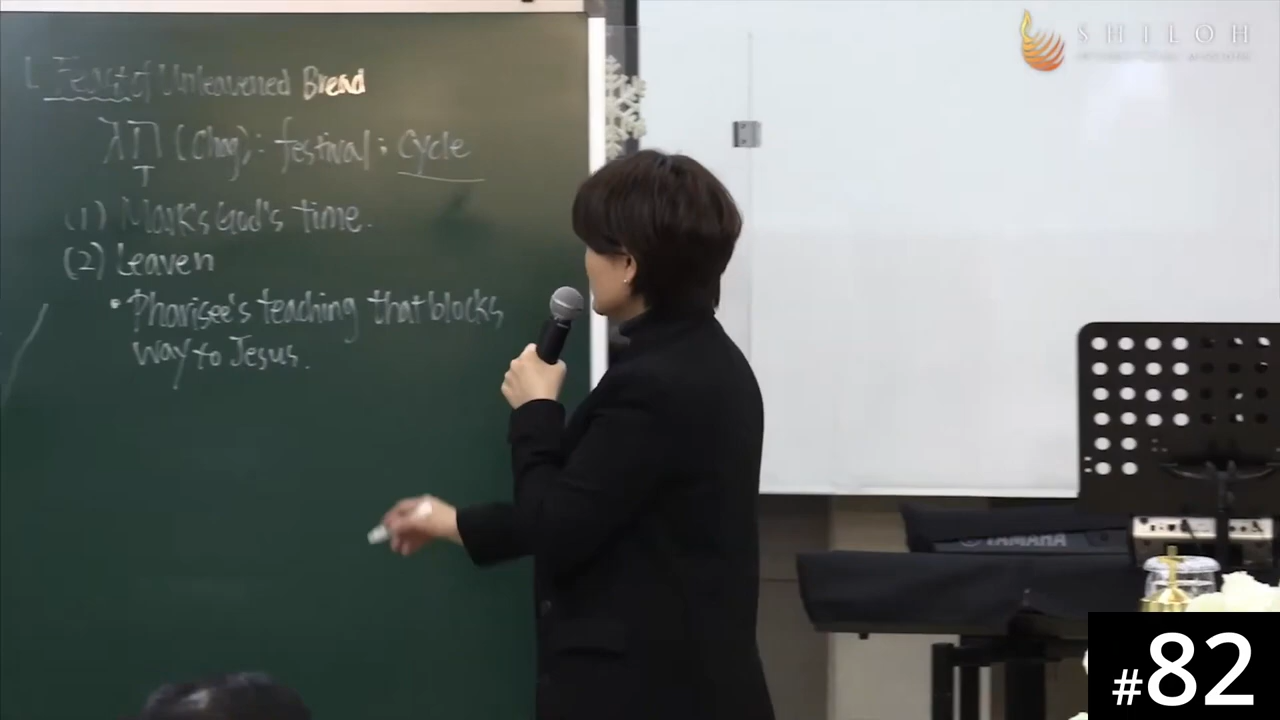 1. Feast of Unleavened Bread
חג (Chag): festival; cycle
(1) Mark's God's time.
(2) Leaven
• Pharisee's teaching that blocks
way to Jesus.
SHILOH
YAMAHA
#82